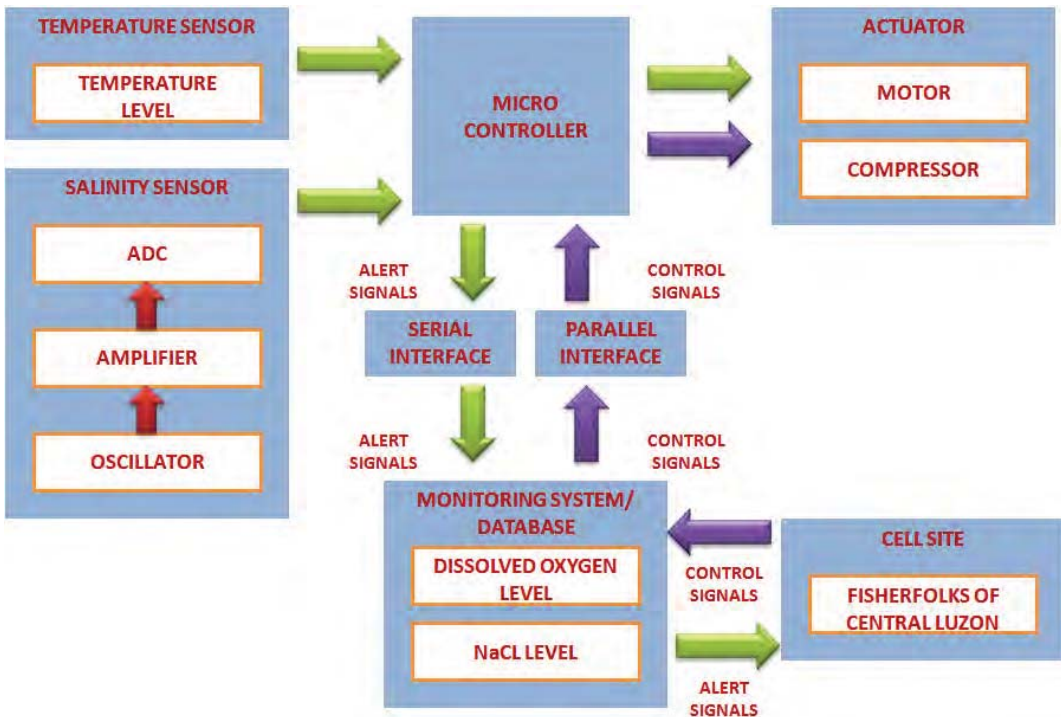 TEMPERATURE SENSOR
TEMPERATURE
LEVEL
MICRO
CONTROLLER
ACTUATOR
MOTOR
COMPRESSOR
SALINITY SENSOR
ADC
AMPLIFIER
OSCILLATOR
ALERT
SIGNALS
CONTROL
SIGNALS
SERIAL
INTERFACE
PARALLEL
INTERFACE
ALERT
SIGNALS
CONTROL
SIGNALS
MONITORING SYSTEM/
DATABASE
DISSOLVED OXYGEN
LEVEL
NaCL LEVEL
CONTROL
SIGNALS
ALERT
SIGNALS
CELL SITE
FISHERFOLKS OF
CENTRAL LUZON